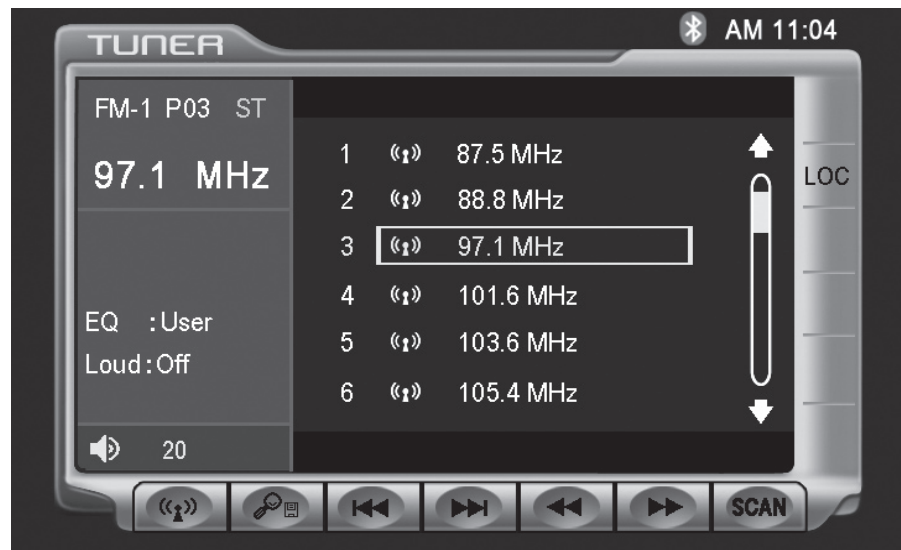 TUNER
AM 11:04
FM-1 P03 ST
97.1 MHz
EQ :User
Loud:Off
20
1 87.5 MHz
2 88.8 MHz
3 97.1 MHz
4 101.6 MHz
5 103.6 MHz
6 105.4 MHz
LOC
SCAN